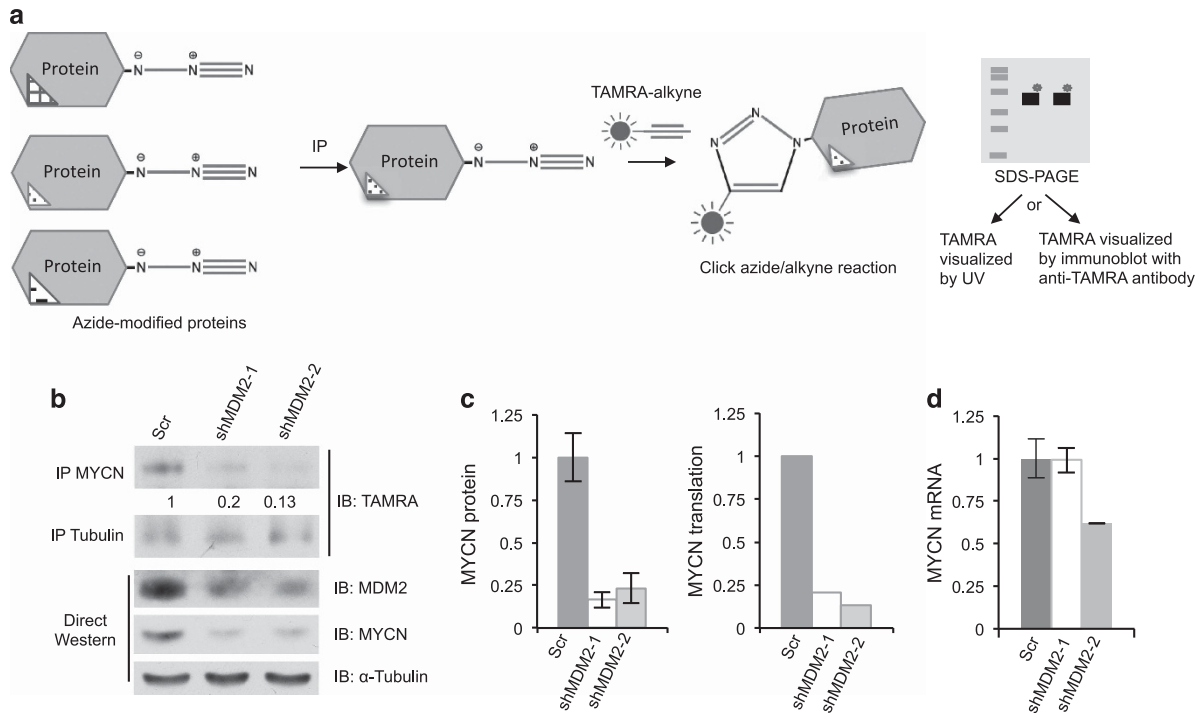 a
Protein
N
⊖
N
⊕
N
Protein
N
⊖
N
⊕
N
Protein
N
⊖
N
⊕
N
Azide-modified proteins
IP
Protein
N
⊖
N
⊕
N
TAMRA-alkyne
N
N
N
Protein
Click azide/alkyne reaction
SDS-PAGE
or
TAMRA
visualized
by UV
TAMRA visualized
by immunoblot with
anti-TAMRA antibody
b
Scr
shMDM2-1
shMDM2-2
IP MYCN
1 0.2 0.13
IB: TAMRA
IP Tubulin
Direct
Western
IB: MDM2
IB: MYCN
IB: α-Tubulin
c
MYCN protein
1.25
1
0.75
0.5
0.25
0
Scr
shMDM2-1
shMDM2-2
MYCN translation
1.25
1
0.75
0.5
0.25
0
Scr
shMDM2-1
shMDM2-2
d
MYCN mRNA
1.25
1
0.75
0.5
0.25
0
Scr
shMDM2-1
shMDM2-2